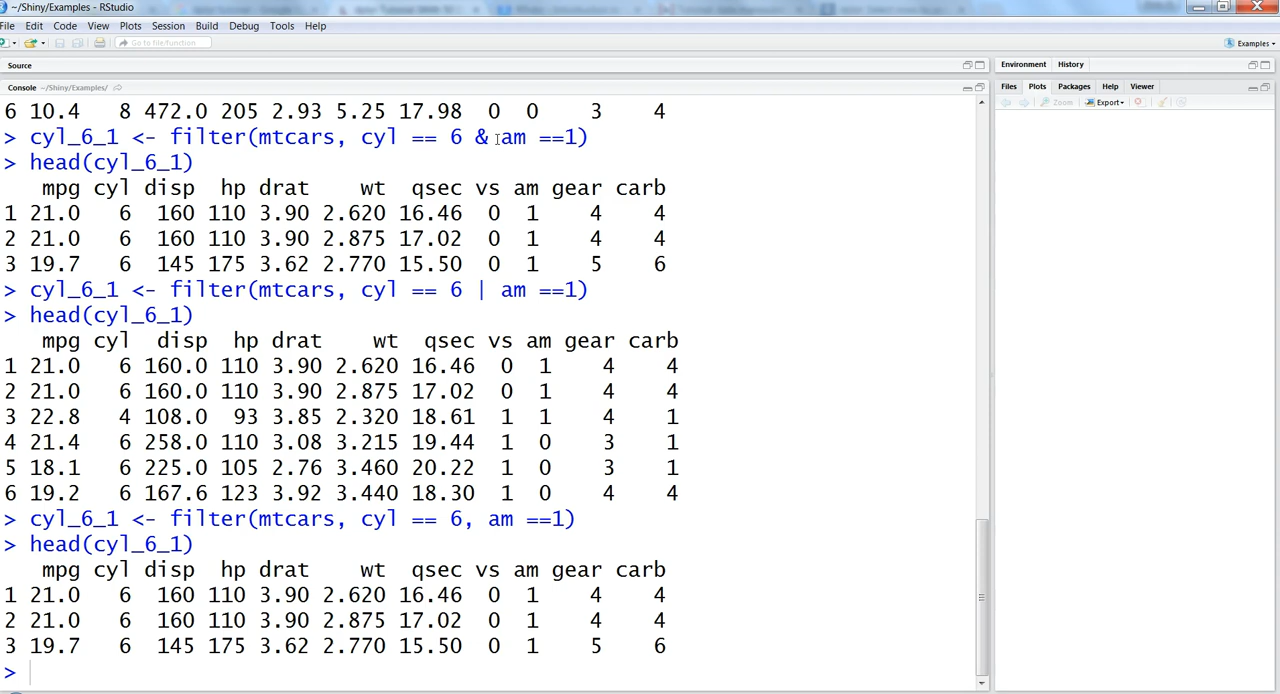 ~/Shiny/Examples - RStudio
File Edit Code View Plots Session Build Debug Tools Help
Go to file/function
Examples
Source
Console ~/Shiny/Examples/
6 10.4 8 472.0 205 2.93 5.25 17.98 0 0 3 4
> cyl_6_1 <- filter(mtcars, cyl == 6 & am ==1)
> head(cyl_6_1)
mpg cyl disp hp drat wt qsec vs am gear carb
1 21.0 6 160 110 3.90 2.620 16.46 0 1 4 4
2 21.0 6 160 110 3.90 2.875 17.02 0 1 4 4
3 19.7 6 145 175 3.62 2.770 15.50 0 1 5 6
> cyl_6_1 <- filter(mtcars, cyl == 6 | am ==1)
> head(cyl_6_1)
mpg cyl disp hp drat wt qsec vs am gear carb
1 21.0 6 160.0 110 3.90 2.620 16.46 0 1 4 4
2 21.0 6 160.0 110 3.90 2.875 17.02 0 1 4 4
3 22.8 4 108.0 93 3.85 2.320 18.61 1 1 4 1
4 21.4 6 258.0 110 3.08 3.215 19.44 1 0 3 1
5 18.1 6 225.0 105 2.76 3.460 20.22 1 0 3 1
6 19.2 6 167.6 123 3.92 3.440 18.30 1 0 4 4
> cyl_6_1 <- filter(mtcars, cyl == 6, am ==1)
> head(cyl_6_1)
mpg cyl disp hp drat wt qsec vs am gear carb
1 21.0 6 160 110 3.90 2.620 16.46 0 1 4 4
2 21.0 6 160 110 3.90 2.875 17.02 0 1 4 4
3 19.7 6 145 175 3.62 2.770 15.50 0 1 5 6
>
Environment History
Files Plots Packages Help Viewer
Zoom Export